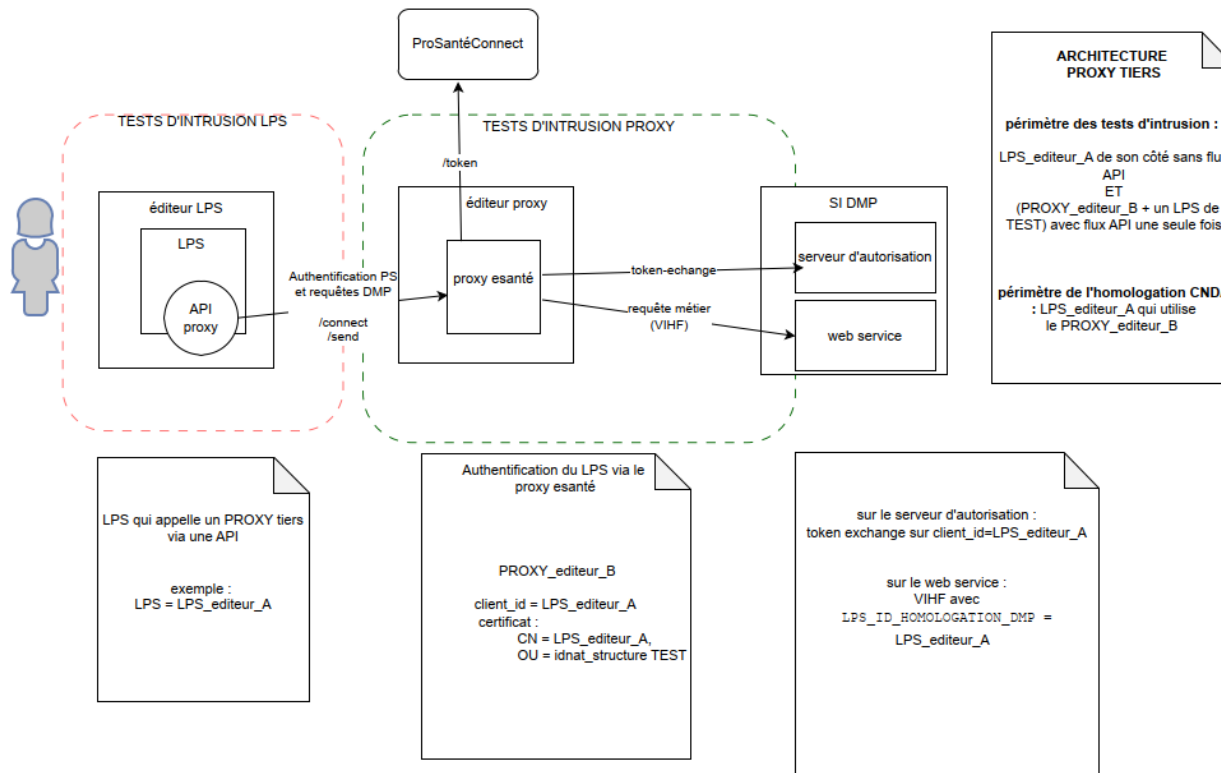 ProSantéConnect
ARCHITECTURE
PROXY TIERS
périmètre des tests d'intrusion :
LPS_editeur_A de son côté sans flu
API
ET
(PROXY_editeur_B + un LPS de
TEST) avec flux API une seule fois
périmètre de l'homologation CNDA
: LPS_editeur_A qui utilise
le PROXY_editeur_B
TESTS D'INTRUSION LPS
TESTS D'INTRUSION PROXY
/token
éditeur LPS
LPS
API
proxy
Authentification PS
et requêtes DMP
/connect
/send
éditeur proxy
proxy esanté
token-echange
requête métier
(VIHF)
SI DMP
serveur d'autorisation
web service
LPS qui appelle un PROXY tiers
via une API
exemple :
LPS = LPS_editeur_A
Authentification du LPS via le
proxy esanté
PROXY_editeur_B
client_id = LPS_editeur_A
certificat :
CN = LPS_editeur_A,
OU = idnat_structure TEST
sur le serveur d'autorisation :
token exchange sur client_id=LPS_editeur_A
sur le web service :
VIHF avec
LPS_ID_HOMOLOGATION_DMP =
LPS_editeur_A